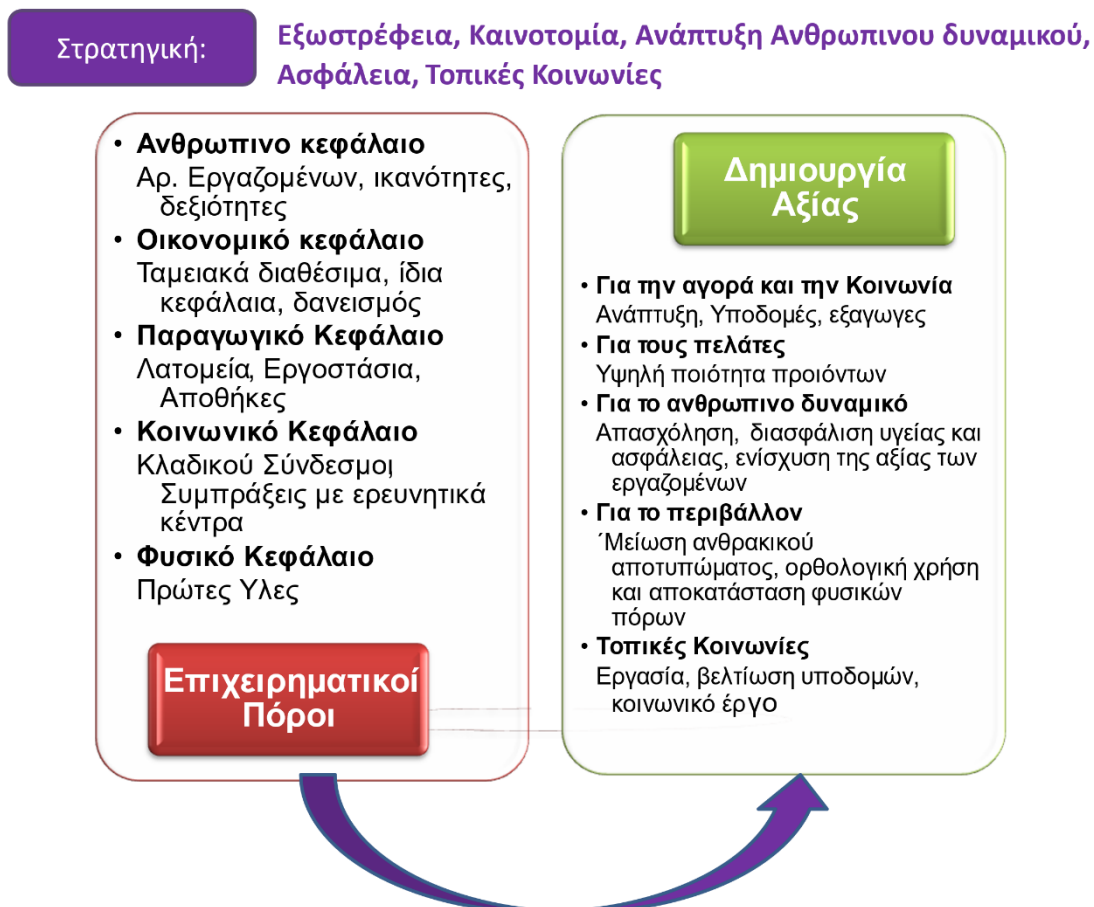 Στρατηγική:
Εξωστρέφεια, Καινοτομία, Ανάπτυξη Ανθρωπινου δυναμικού,
Ασφάλεια, Τοπικές Κοινωνίες
• Ανθρωπινο κεφάλαιο
Αρ. Εργαζομένων, ικανότητες,
δεξιότητες
• Οικονομικό κεφάλαιο
Ταμειακά διαθέσιμα, ίδια
κεφάλαια, δανεισμός
• Παραγωγικό Κεφάλαιο
Λατομεία, Εργοστάσια,
Αποθήκες
• Κοινωνικό Κεφάλαιο
Κλαδικού Σύνδεσμοι,
Συμπράξεις με ερευνητικά
κέντρα
• Φυσικό Κεφάλαιο
Πρώτες Υλες
Επιχειρηματικοί
Πόροι
Δημιουργία
Αξίας
• Για την αγορά και την Κοινωνία
Ανάπτυξη, Υποδομές, εξαγωγες
• Για τους πελάτες
Υψηλή ποιότητα προιόντων
• Για το ανθρωπινο δυναμικό
Απασχόληση, διασφάλιση υγείας και
ασφάλειας, ενίσχυση της αξίας των
εργαζομένων
• Για το περιβάλλον
΄Μείωση ανθρακικού
αποτυπώματος, ορθολογική χρήση
και αποκατάσταση φυσικών
πόρων
• Τοπικές Κοινωνίες
Εργασία, βελτίωση υποδομών,
κοινωνικό έργο